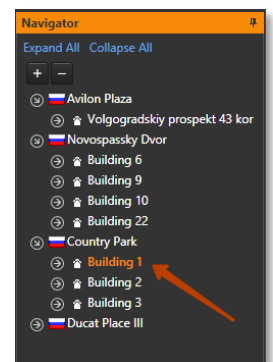 Navigator
Expand All Collapse All
+ −
Avilon Plaza
Volgogradskiy prospekt 43 kor
Novospassky Dvor
Building 6
Building 9
Building 10
Building 22
Country Park
Building 1
Building 2
Building 3
Ducat Place III